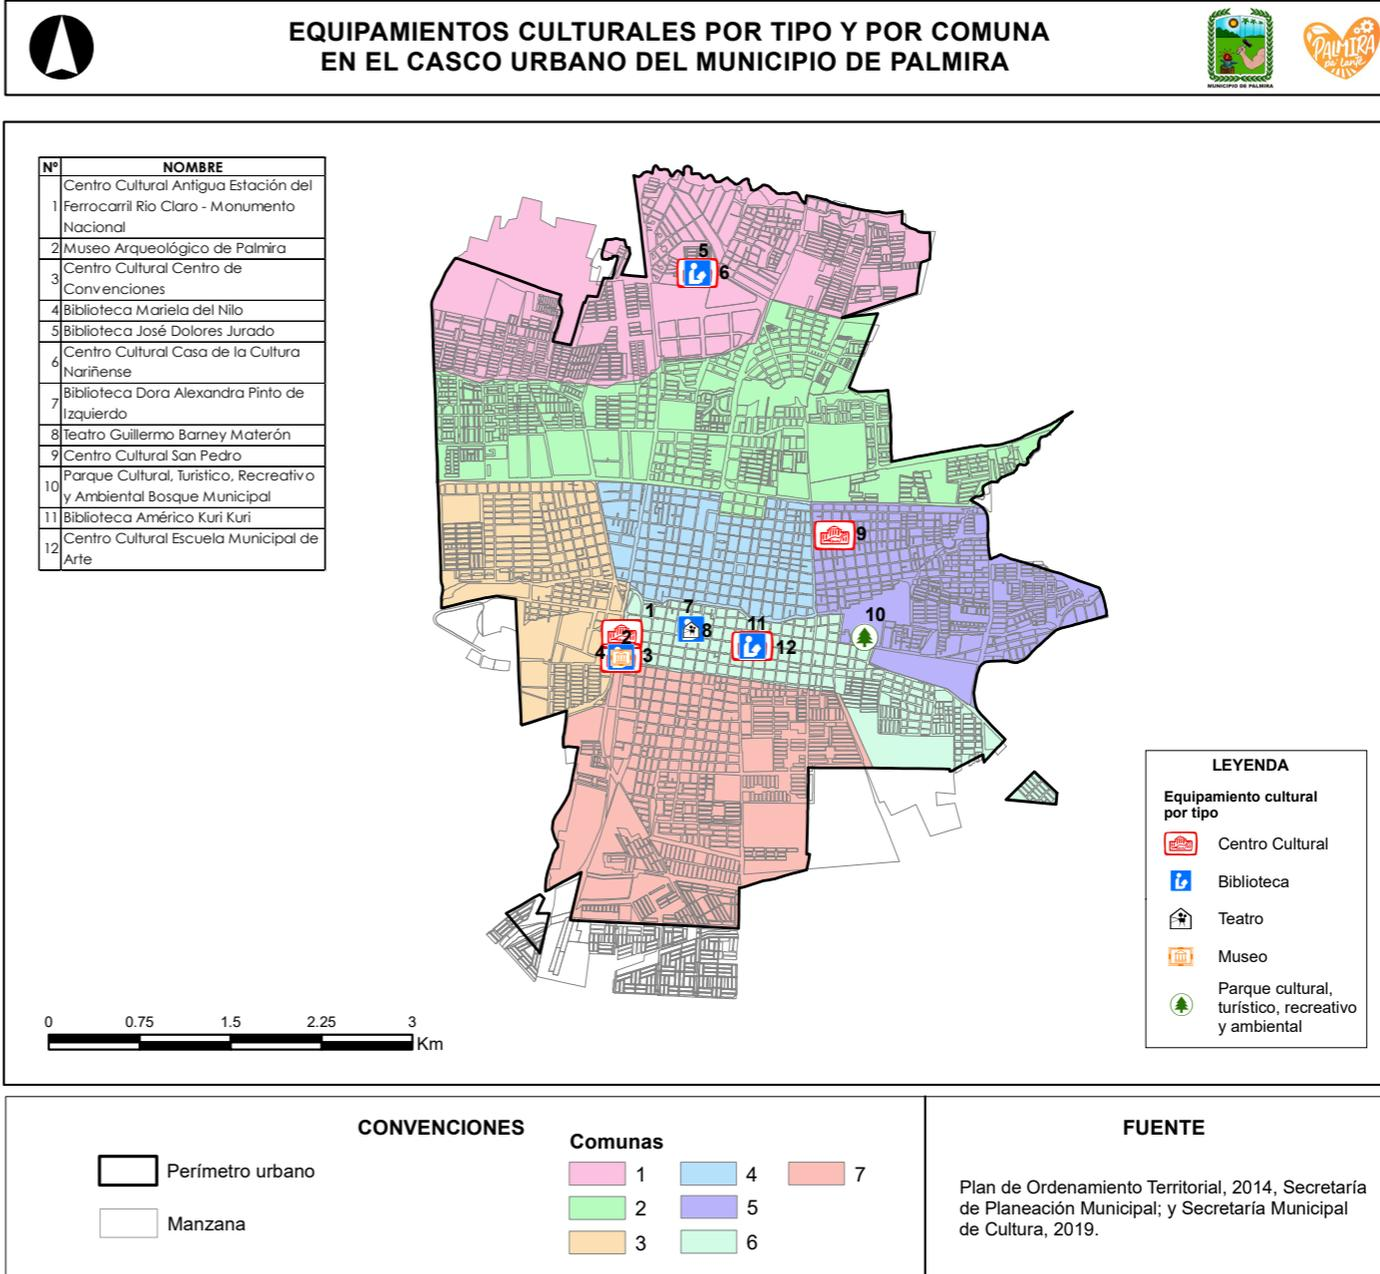 EQUIPAMIENTOS CULTURALES POR TIPO Y POR COMUNA
EN EL CASCO URBANO DEL MUNICIPIO DE PALMIRA
MUNICIPIO DE PALMIRA
PALMIRA
pa'lante
Nº NOMBRE
Centro Cultural Antigua Estación del
1 Ferrocarril Rio Claro - Monumento
Nacional
2 Museo Arqueológico de Palmira
3 Centro Cultural Centro de
Convenciones
4 Biblioteca Mariela del Nilo
5 Biblioteca José Dolores Jurado
6 Centro Cultural Casa de la Cultura
Nariñense
7 Biblioteca Dora Alexandra Pinto de
Izquierdo
8 Teatro Guillermo Barney Materón
9 Centro Cultural San Pedro
10 Parque Cultural, Turistico, Recreativo
y Ambiental Bosque Municipal
11 Biblioteca Américo Kuri Kuri
12 Centro Cultural Escuela Municipal de
Arte
5
6
9
1
7
8
11
12
10
2
4
3
LEYENDA
Equipamiento cultural
por tipo
Centro Cultural
Biblioteca
Teatro
Museo
Parque cultural,
turístico, recreativo
y ambiental
0 0.75 1.5 2.25 3
Km
CONVENCIONES
Perímetro urbano
Manzana
Comunas
1 4 7
2 5
3 6
FUENTE
Plan de Ordenamiento Territorial, 2014, Secretaría
de Planeación Municipal; y Secretaría Municipal
de Cultura, 2019.